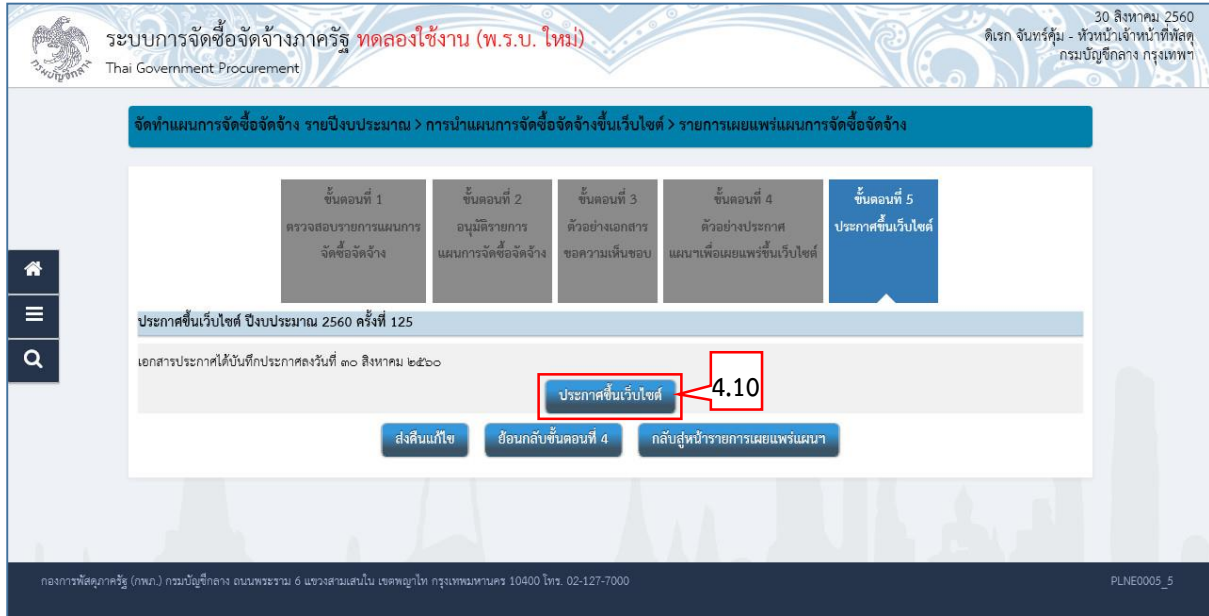 30 สิงหาคม 2560
ระบบการจัดซื้อจัดจ้างภาครัฐ ทดลองใช้งาน (พ.ร.บ. ใหม่)
ดิเรก จันทร์คุ้ม - หัวหน้าเจ้าหน้าที่พัสดุ
Thai Government Procurement
กรมบัญชีกลาง กรุงเทพฯ
กรมบัญชีกลาง
จัดทำแผนการจัดซื้อจัดจ้าง รายปีงบประมาณ > การนำแผนการจัดซื้อจัดจ้างขึ้นเว็บไซต์ > รายการเผยแพร่แผนการจัดซื้อจัดจ้าง
ขั้นตอนที่ 1
ตรวจสอบรายการแผนการ
จัดซื้อจัดจ้าง
ขั้นตอนที่ 2
อนุมัติรายการ
แผนการจัดซื้อจัดจ้าง
ขั้นตอนที่ 3
ตัวอย่างเอกสาร
ขอความเห็นชอบ
ขั้นตอนที่ 4
ตัวอย่างประกาศ
แผนฯเพื่อเผยแพร่ขึ้นเว็บไซต์
ขั้นตอนที่ 5
ประกาศขึ้นเว็บไซต์
ประกาศขึ้นเว็บไซต์ ปีงบประมาณ 2560 ครั้งที่ 125
เอกสารประกาศได้บันทึกประกาศลงวันที่ ๓๐ สิงหาคม ๒๕๖๐
ประกาศขึ้นเว็บไซต์
4.10
ส่งคืนแก้ไข
ย้อนกลับขั้นตอนที่ 4
กลับสู่หน้ารายการเผยแพร่แผนฯ
กองการพัสดุภาครัฐ (กพภ.) กรมบัญชีกลาง ถนนพระราม 6 แขวงสามเสนใน เขตพญาไท กรุงเทพมหานคร 10400 โทร. 02-127-7000
PLNE0005_5